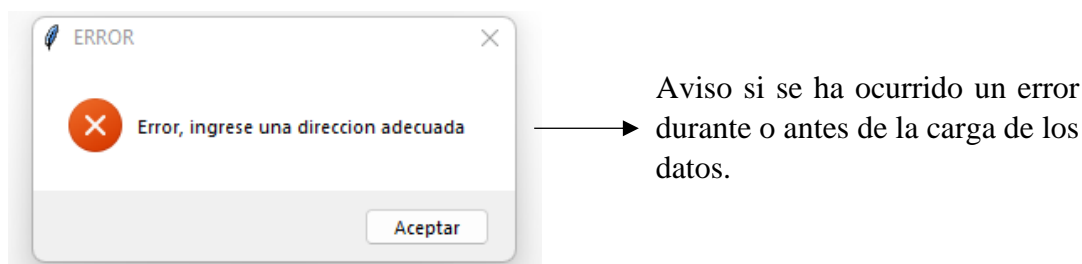 ERROR
Error, ingrese una direccion adecuada
Aceptar
Aviso si se ha ocurrido un error
durante o antes de la carga de los
datos.